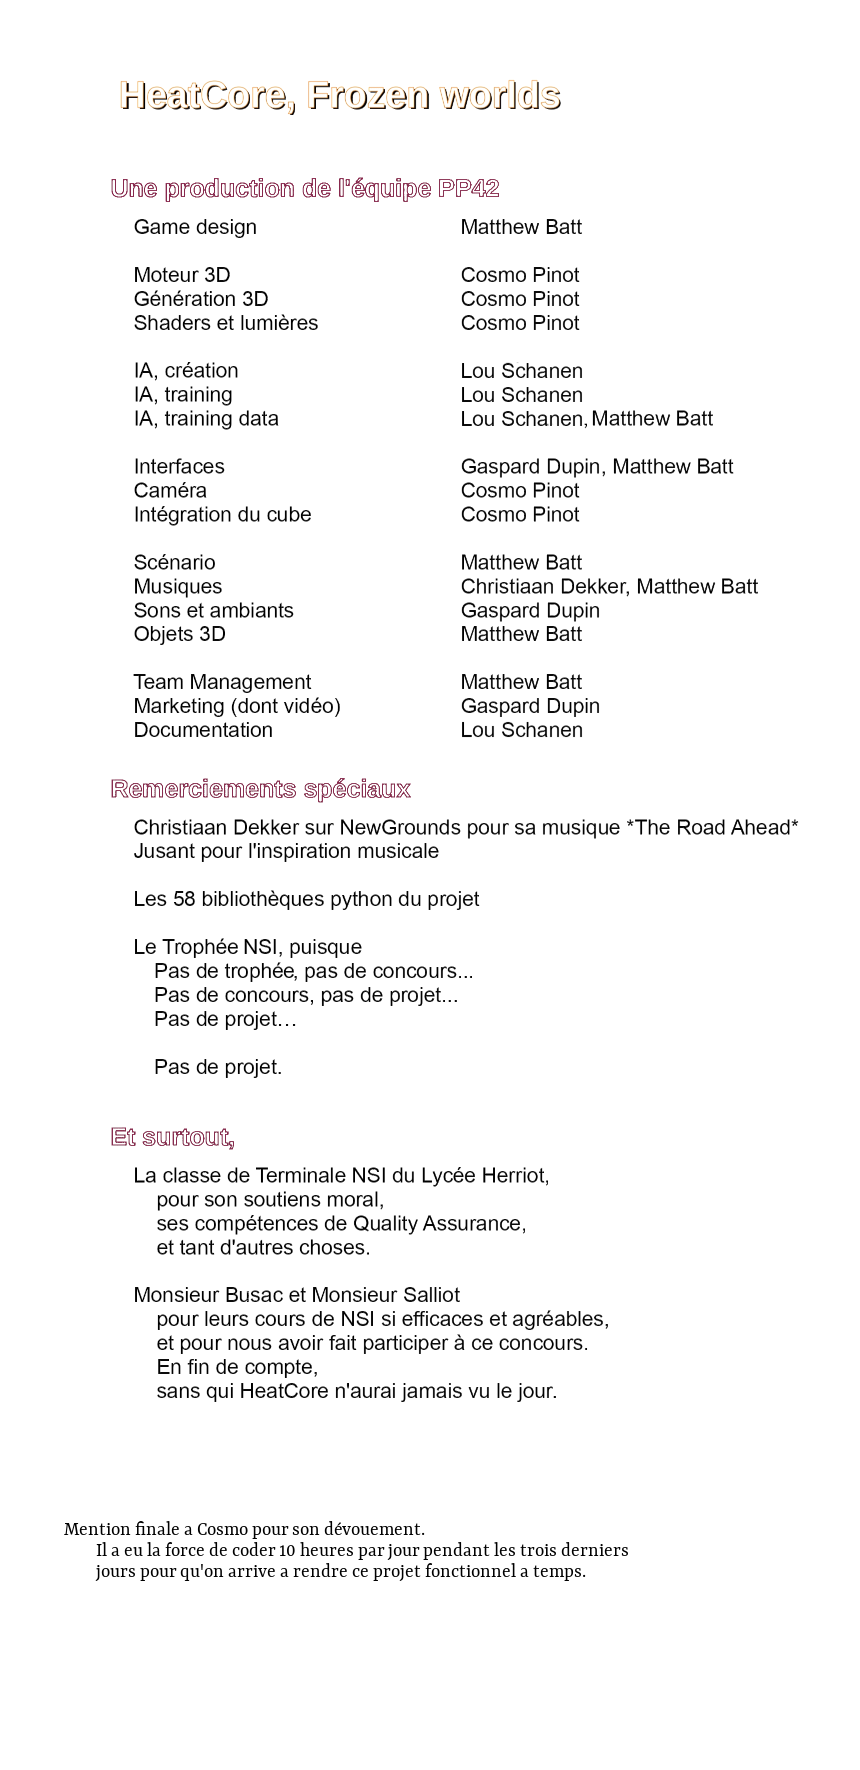 HeatCore, Frozen worlds
Une production de l'équipe PP42
Game design Matthew Batt
Moteur 3D Cosmo Pinot
Génération 3D Cosmo Pinot
Shaders et lumières Cosmo Pinot
IA, création Lou Schanen
IA, training Lou Schanen
IA, training data Lou Schanen, Matthew Batt
Interfaces Gaspard Dupin, Matthew Batt
Caméra Cosmo Pinot
Intégration du cube Cosmo Pinot
Scénario Matthew Batt
Musiques Christiaan Dekker, Matthew Batt
Sons et ambiants Gaspard Dupin
Objets 3D Matthew Batt
Team Management Matthew Batt
Marketing (dont vidéo) Gaspard Dupin
Documentation Lou Schanen
Remerciements spéciaux
Christiaan Dekker sur NewGrounds pour sa musique *The Road Ahead*
Jusant pour l'inspiration musicale
Les 58 bibliothèques python du projet
Le Trophée NSI, puisque
Pas de trophée, pas de concours...
Pas de concours, pas de projet...
Pas de projet…
Pas de projet.
Et surtout,
La classe de Terminale NSI du Lycée Herriot,
pour son soutiens moral,
ses compétences de Quality Assurance,
et tant d'autres choses.
Monsieur Busac et Monsieur Salliot
pour leurs cours de NSI si efficaces et agréables,
et pour nous avoir fait participer à ce concours.
En fin de compte,
sans qui HeatCore n'aurai jamais vu le jour.
Mention finale a Cosmo pour son dévouement.
Il a eu la force de coder 10 heures par jour pendant les trois derniers
jours pour qu'on arrive a rendre ce projet fonctionnel a temps.